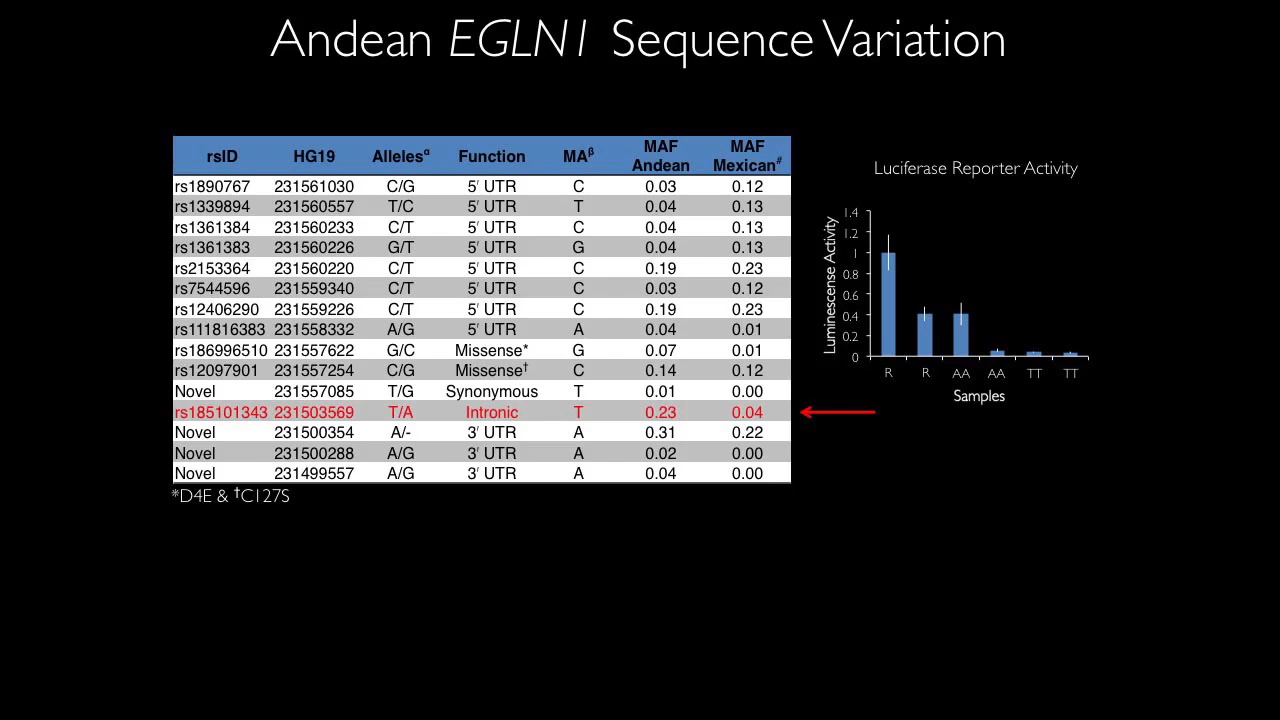 Andean EGLN1 Sequence Variation
rsID HG19 Allelesᵅ Function MAᵝ MAF Andean MAF Mexican#
rs1890767 231561030 C/G 5′ UTR C 0.03 0.12
rs1339894 231560557 T/C 5′ UTR T 0.04 0.13
rs1361384 231560233 C/T 5′ UTR C 0.04 0.13
rs1361383 231560226 G/T 5′ UTR G 0.04 0.13
rs2153364 231560220 C/T 5′ UTR C 0.19 0.23
rs7544596 231559340 C/T 5′ UTR C 0.03 0.12
rs12406290 231559226 C/T 5′ UTR C 0.19 0.23
rs111816383 231558332 A/G 5′ UTR A 0.04 0.01
rs186996510 231557622 G/C Missense* G 0.07 0.01
rs12097901 231557254 C/G Missense† C 0.14 0.12
Novel 231557085 T/G Synonymous T 0.01 0.00
rs185101343 231503569 T/A Intronic T 0.23 0.04
Novel 231500354 A/- 3′ UTR A 0.31 0.22
Novel 231500288 A/G 3′ UTR A 0.02 0.00
Novel 231499557 A/G 3′ UTR A 0.04 0.00
*D4E & †C127S
Luciferase Reporter Activity
Luminescense Activity
1.4
1.2
1
0.8
0.6
0.4
0.2
0
R R AA AA TT TT
Samples